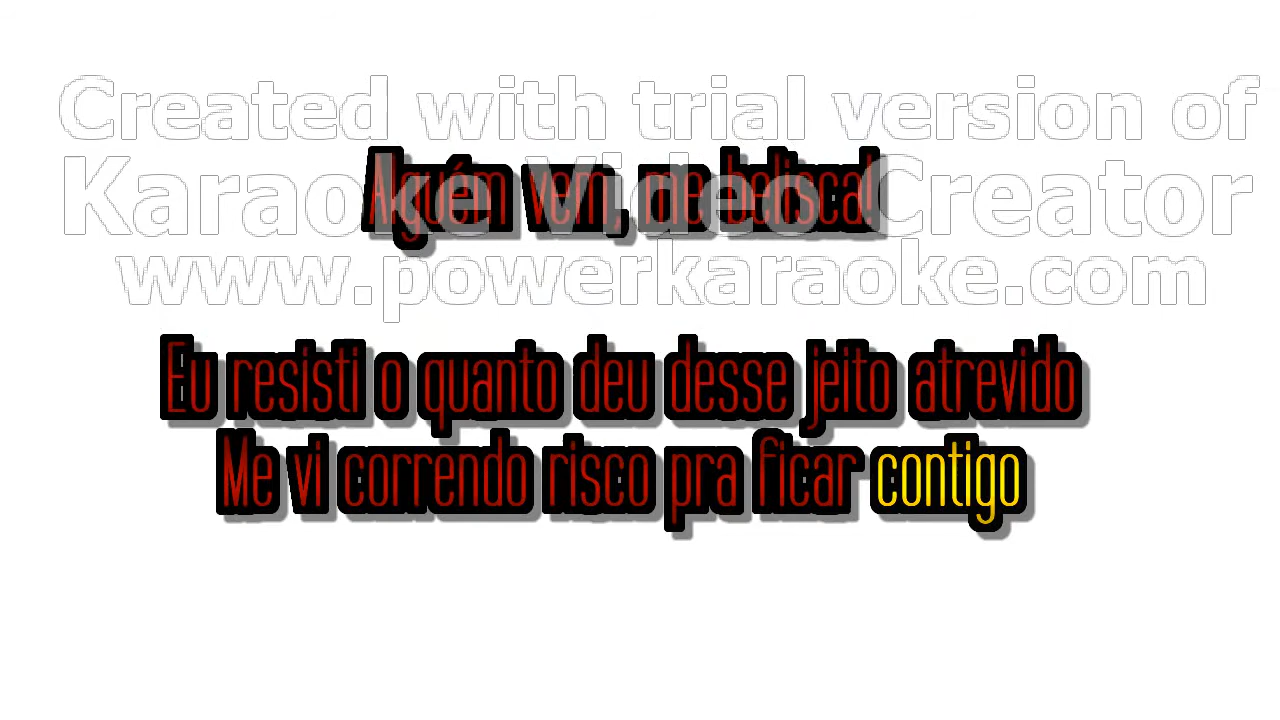 Created with trial version of
Alguém vem, me belisca!
Karaoke Video Creator
www.powerkaraoke.com
Eu resisti o quanto deu desse jeito atrevido
Me vi correndo risco pra ficar contigo